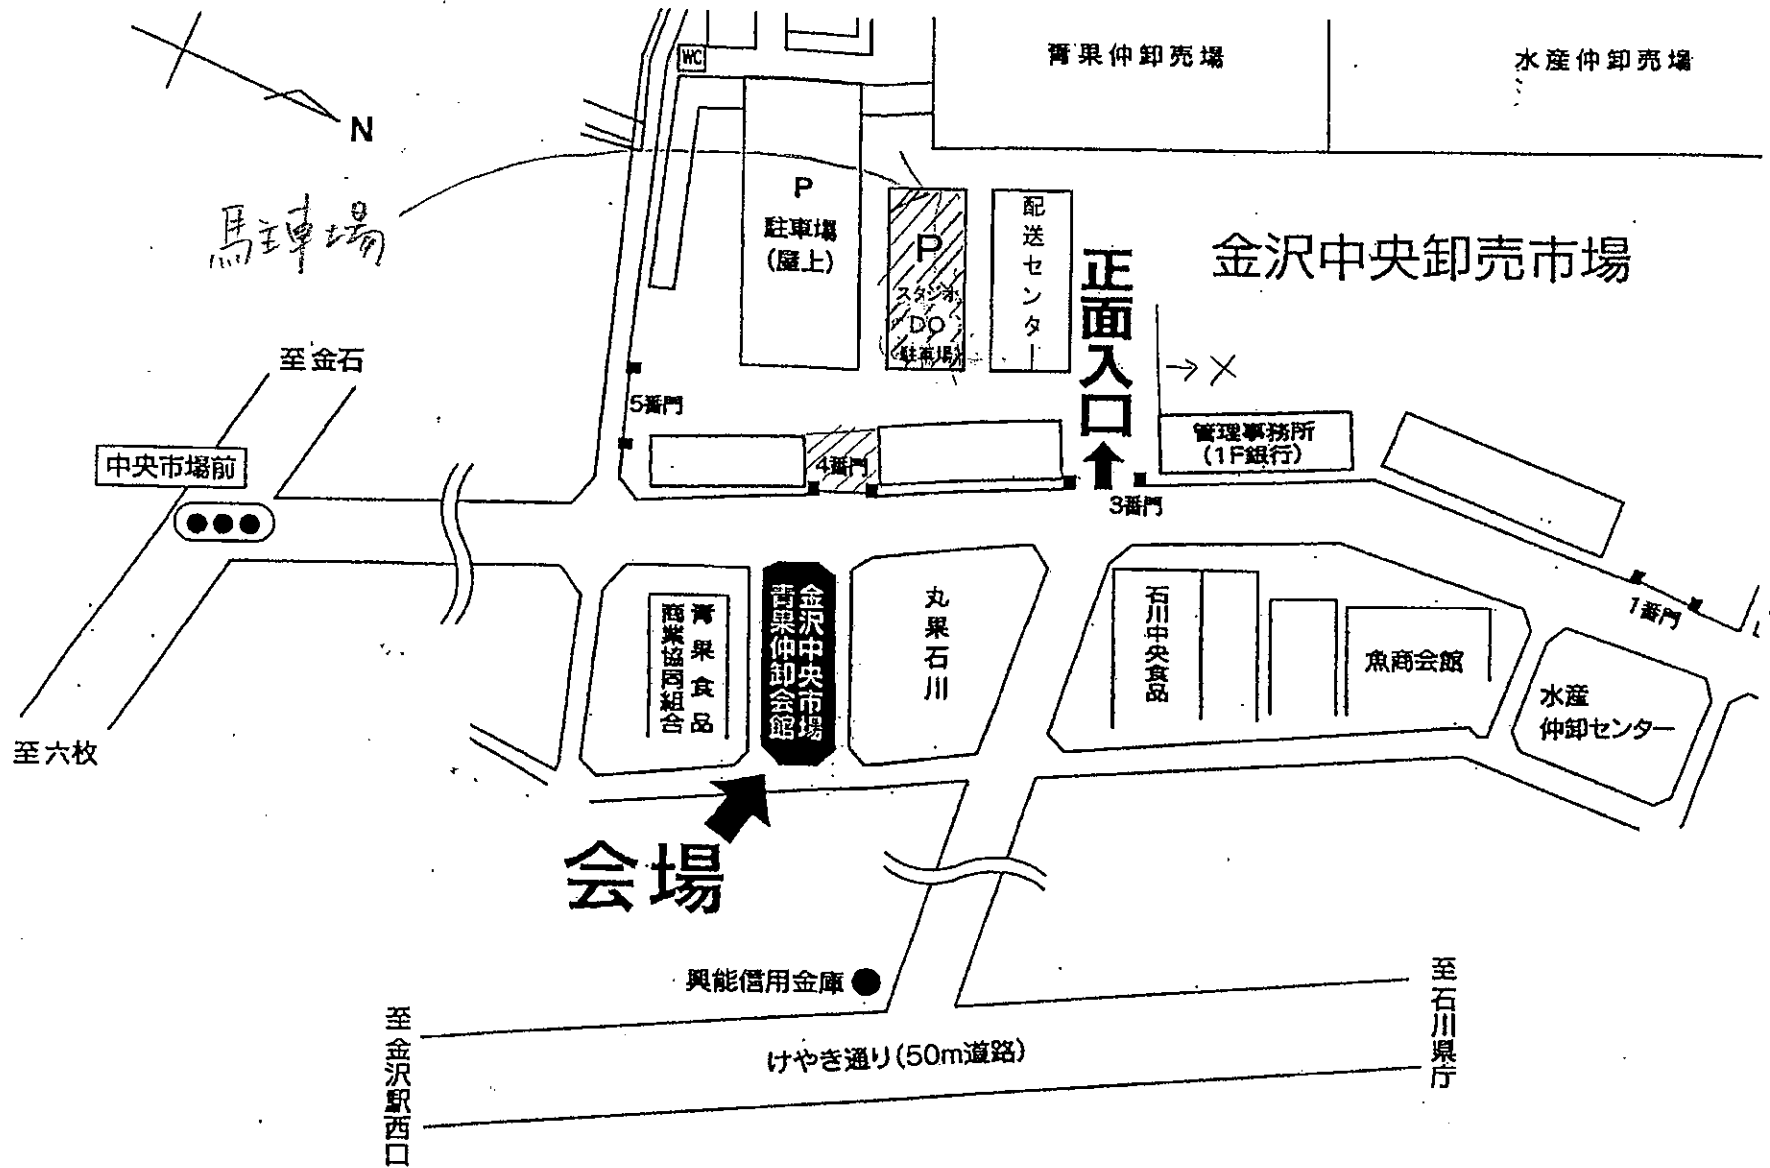 WC
青果仲卸売場
水産仲卸売場
N
駐車場
P
駐車場
(屋上)
P
スタジオ
DO
駐車場
配送センター
正面入口
金沢中央卸売市場
→×
至金石
5番門
4番門
管理事務所
(1F銀行)
3番門
中央市場前
1番門
青果食品
商業協同組合
金沢中央市場
青果仲卸会館
丸果石川
石川中央食品
魚商会館
水産
仲卸センター
至六枚
会場
興能信用金庫
けやき通り(50m道路)
至金沢駅西口
至石川県庁